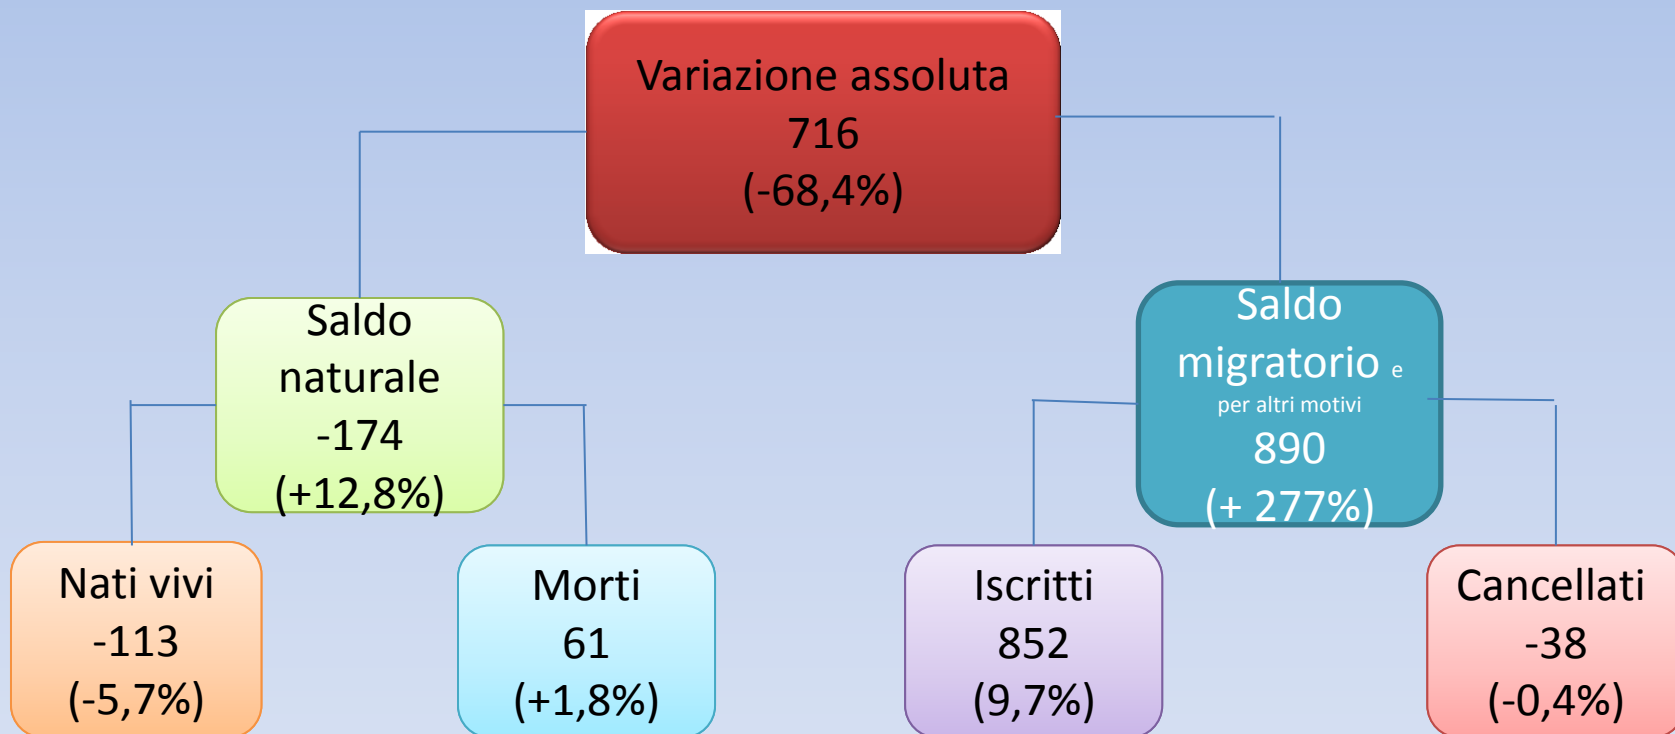 Variazione assoluta
716
(-68,4%)
Saldo
naturale
-174
(+12,8%)
Saldo
migratorio e
per altri motivi
890
(+ 277%)
Nati vivi
-113
(-5,7%)
Morti
61
(+1,8%)
Iscritti
852
(9,7%)
Cancellati
-38
(-0,4%)